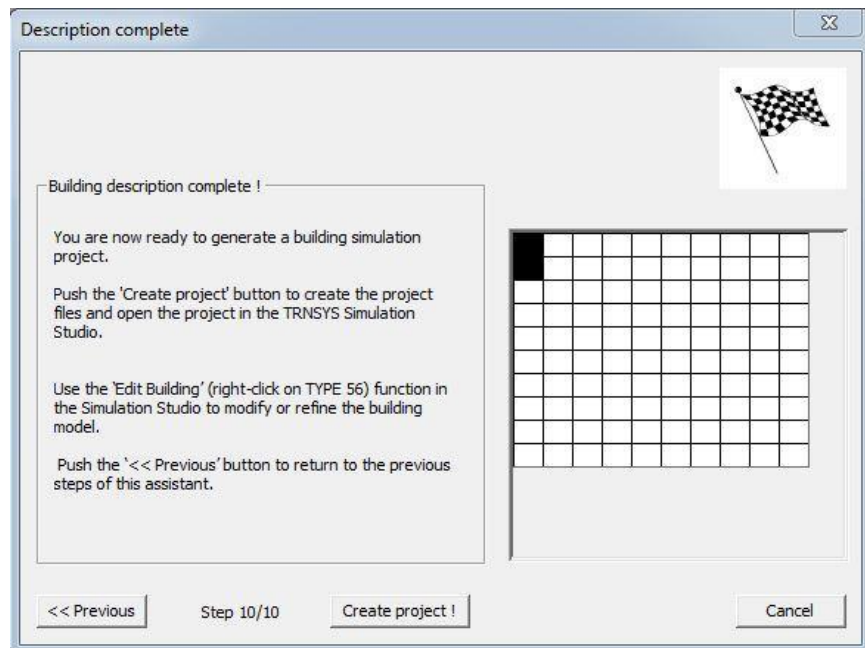 Description complete
Building description complete !
You are now ready to generate a building simulation
project.
Push the 'Create project' button to create the project
files and open the project in the TRNSYS Simulation
Studio.
Use the 'Edit Building' (right-click on TYPE 56) function in
the Simulation Studio to modify or refine the building
model.
Push the '<< Previous' button to return to the previous
steps of this assistant.
<< Previous
Step 10/10
Create project !
Cancel